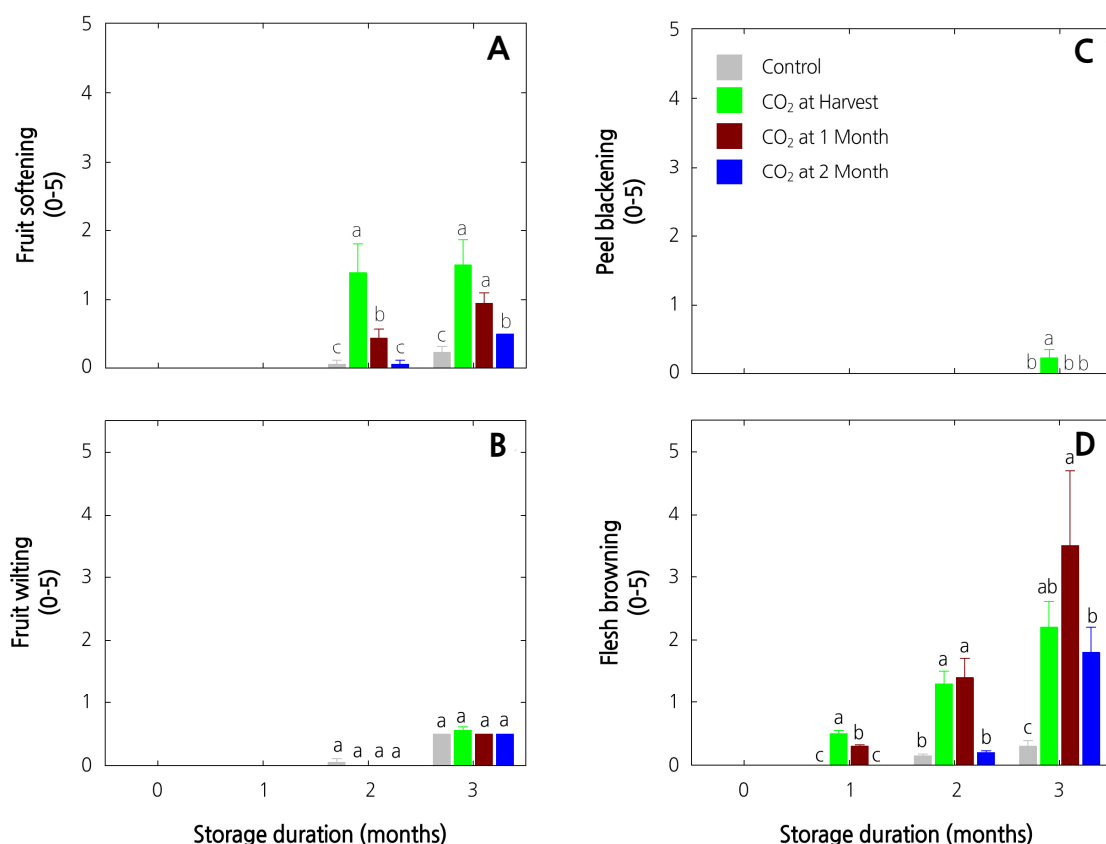 A
Fruit softening
(0-5)
5
4
3
2
1
0
a
a
b
c
c
c
a
b
C
Control
CO₂ at Harvest
CO₂ at 1 Month
CO₂ at 2 Month
Peel blackening
(0-5)
5
4
3
2
1
0
a
b
b b
B
Fruit wilting
(0-5)
5
4
3
2
1
0
a
a a a
a a a a
0 1 2 3
Storage duration (months)
D
Flesh browning
(0-5)
5
4
3
2
1
0
c
a
b
c
b
a
a
b
c
ab
a
b
0 1 2 3
Storage duration (months)